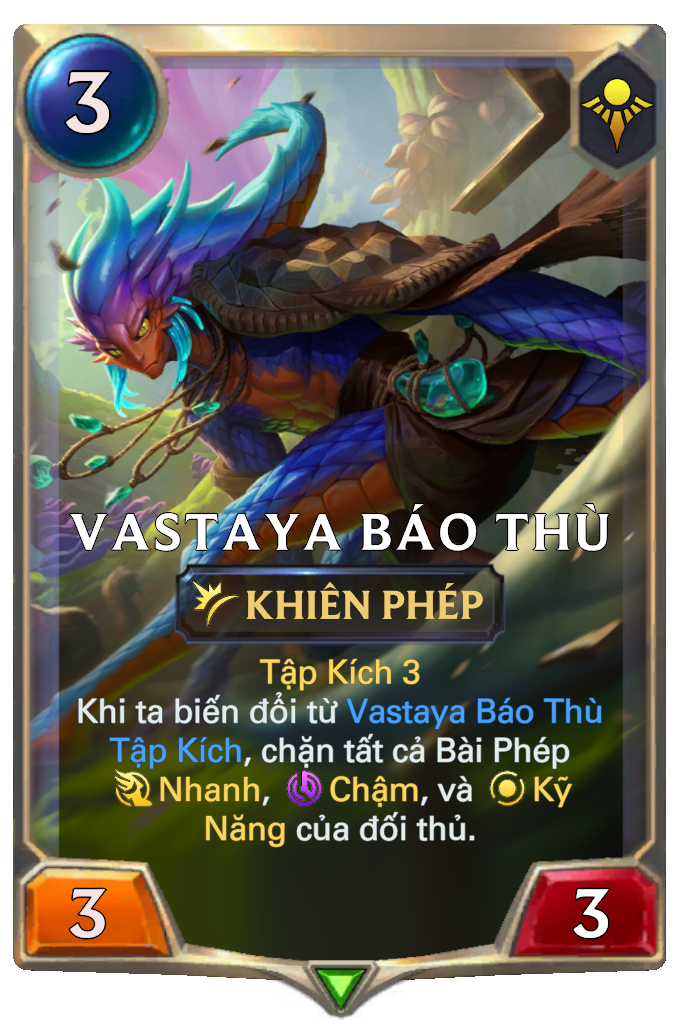 3
VASTAYA BÁO THÙ
KHIÊN PHÉP
Tập Kích 3
Khi ta biến đổi từ Vastaya Báo Thù
Tập Kích, chặn tất cả Bài Phép
Nhanh, Chậm, và Kỹ
Năng của đối thủ.
3
3